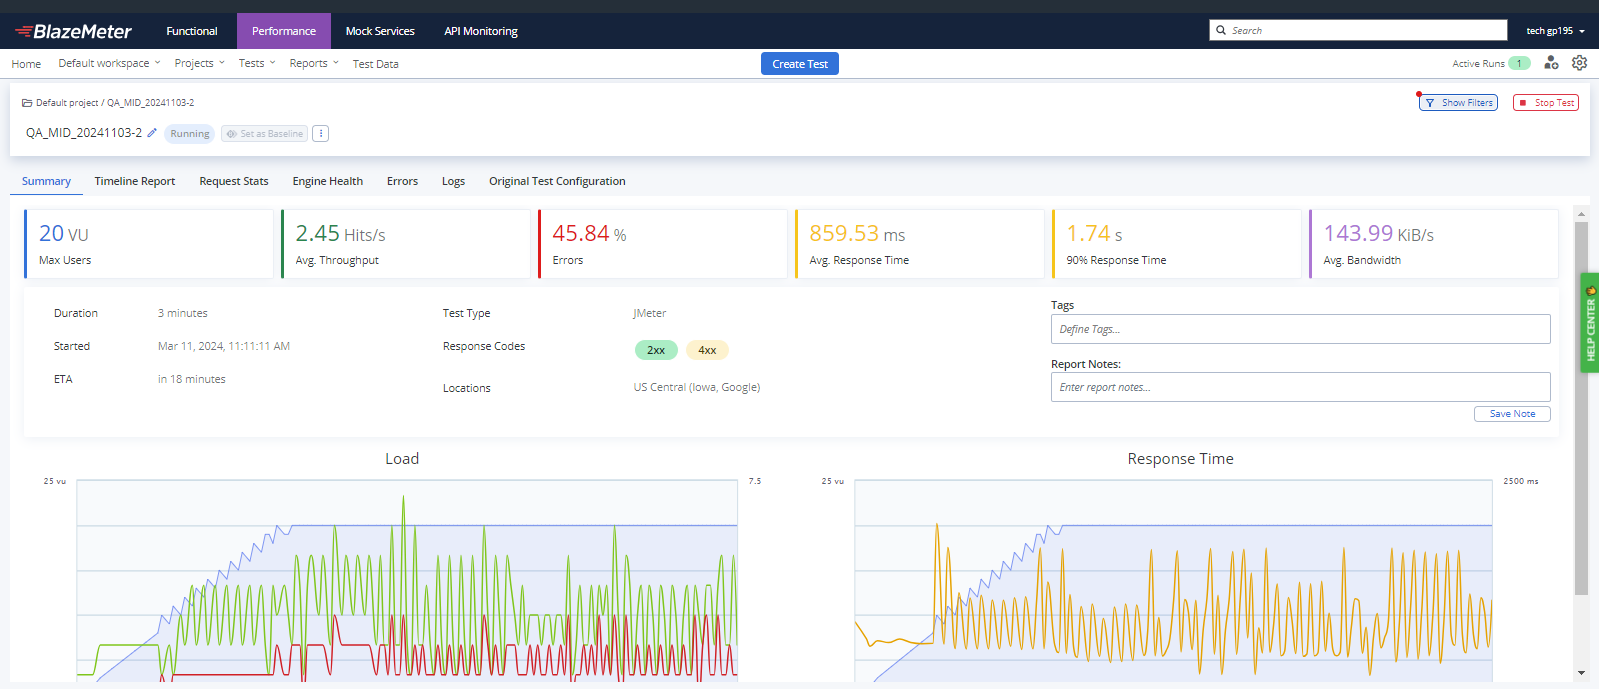 BlazeMeter Functional Performance Mock Services API Monitoring Search tech gp195
Home Default workspace Projects Tests Reports Test Data Create Test Active Runs 1
Default project / QA_MID_20241103-2 Show Filters Stop Test
QA_MID_20241103-2 Running Set as Baseline
Summary Timeline Report Request Stats Engine Health Errors Logs Original Test Configuration
20 VU 2.45 Hits/s 45.84 % 859.53 ms 1.74 s 143.99 KiB/s
Max Users Avg. Throughput Errors Avg. Response Time 90% Response Time Avg. Bandwidth
HELP CENTER
Duration 3 minutes
Started Mar 11, 2024, 11:11:11 AM
ETA in 18 minutes
Test Type JMeter
Response Codes 2xx 4xx
Locations US Central (Iowa, Google)
Tags
Define Tags...
Report Notes:
Enter report notes...
Save Note
Load
25 vu 7.5
Response Time
25 vu 2500 ms